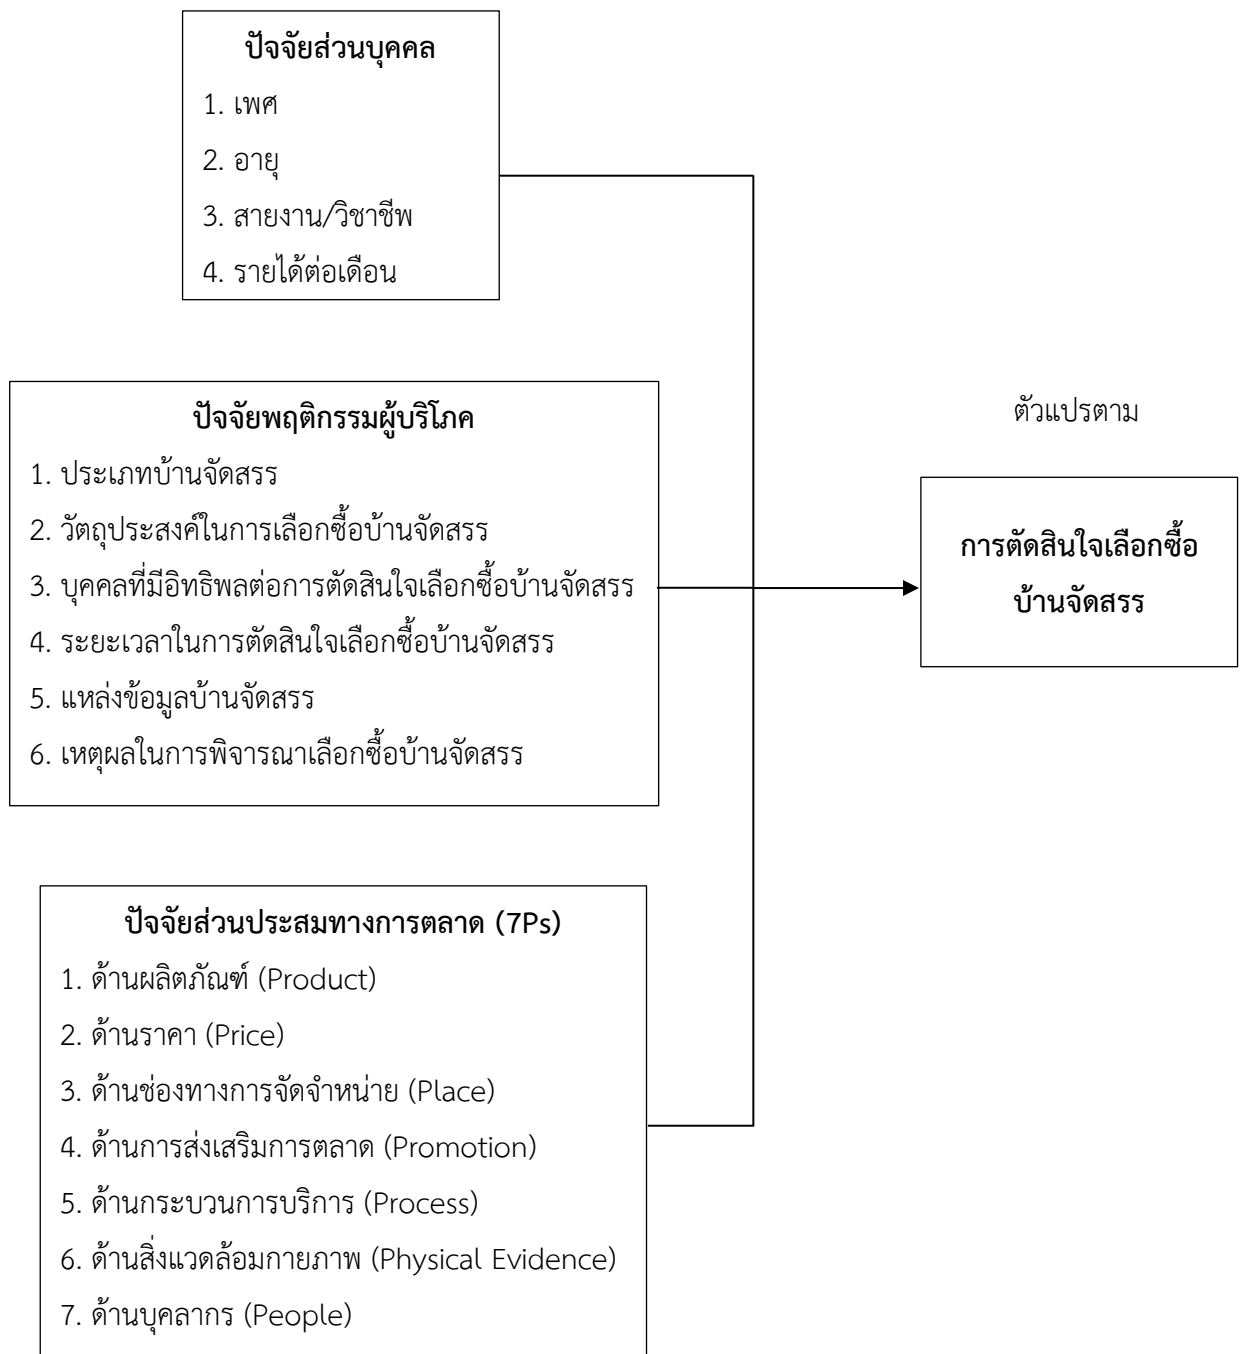 ปัจจัยส่วนบุคคล
1. เพศ
2. อายุ
3. สายงาน/วิชาชีพ
4. รายได้ต่อเดือน
ปัจจัยพฤติกรรมผู้บริโภค
1. ประเภทบ้านจัดสรร
2. วัตถุประสงค์ในการเลือกซื้อบ้านจัดสรร
3. บุคคลที่มีอิทธิพลต่อการตัดสินใจเลือกซื้อบ้านจัดสรร
4. ระยะเวลาในการตัดสินใจเลือกซื้อบ้านจัดสรร
5. แหล่งข้อมูลบ้านจัดสรร
6. เหตุผลในการพิจารณาเลือกซื้อบ้านจัดสรร
ตัวแปรตาม
การตัดสินใจเลือกซื้อ
บ้านจัดสรร
ปัจจัยส่วนประสมทางการตลาด (7Ps)
1. ด้านผลิตภัณฑ์ (Product)
2. ด้านราคา (Price)
3. ด้านช่องทางการจัดจำหน่าย (Place)
4. ด้านการส่งเสริมการตลาด (Promotion)
5. ด้านกระบวนการบริการ (Process)
6. ด้านสิ่งแวดล้อมกายภาพ (Physical Evidence)
7. ด้านบุคลากร (People)